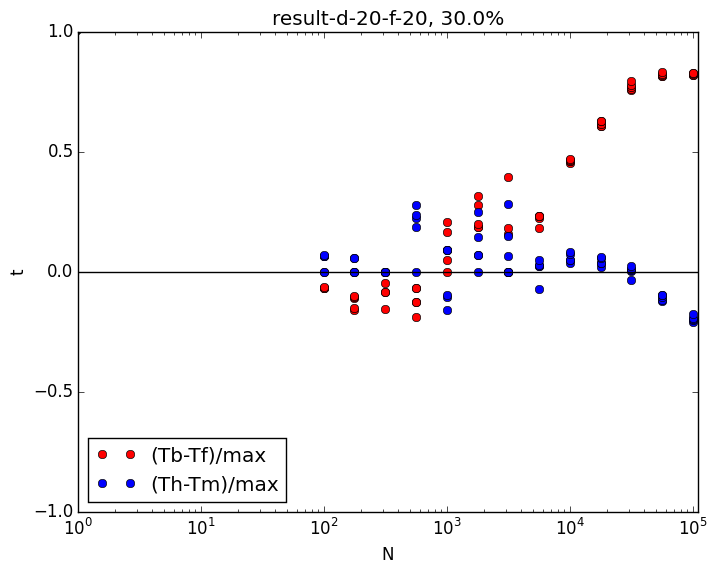 result-d-20-f-20, 30.0%
1.0
0.5
0.0
−0.5
−1.0
t
(Tb-Tf)/max
(Th-Tm)/max
10^0 10^1 10^2 10^3 10^4 10^5
N